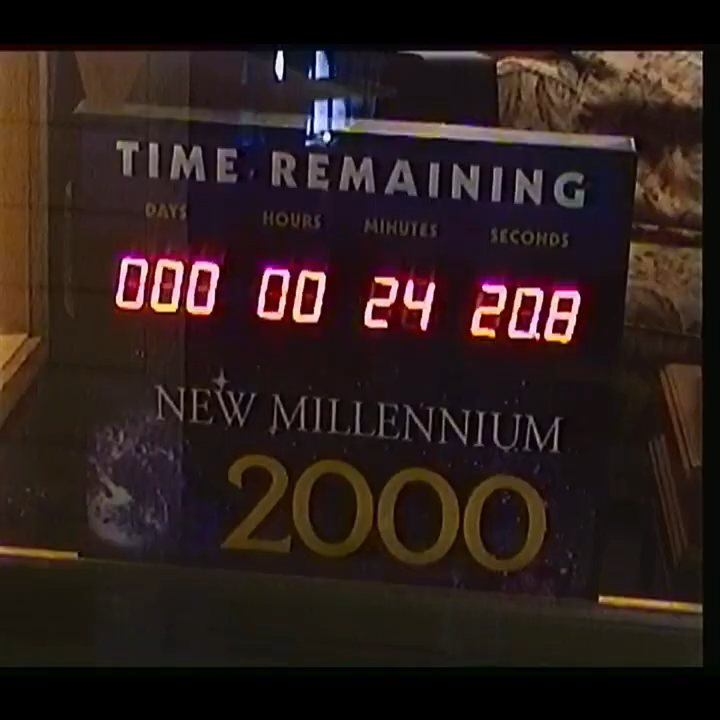 TIME REMAINING
DAYS HOURS MINUTES SECONDS
000 00 24 20.8
NEW MILLENNIUM
2000